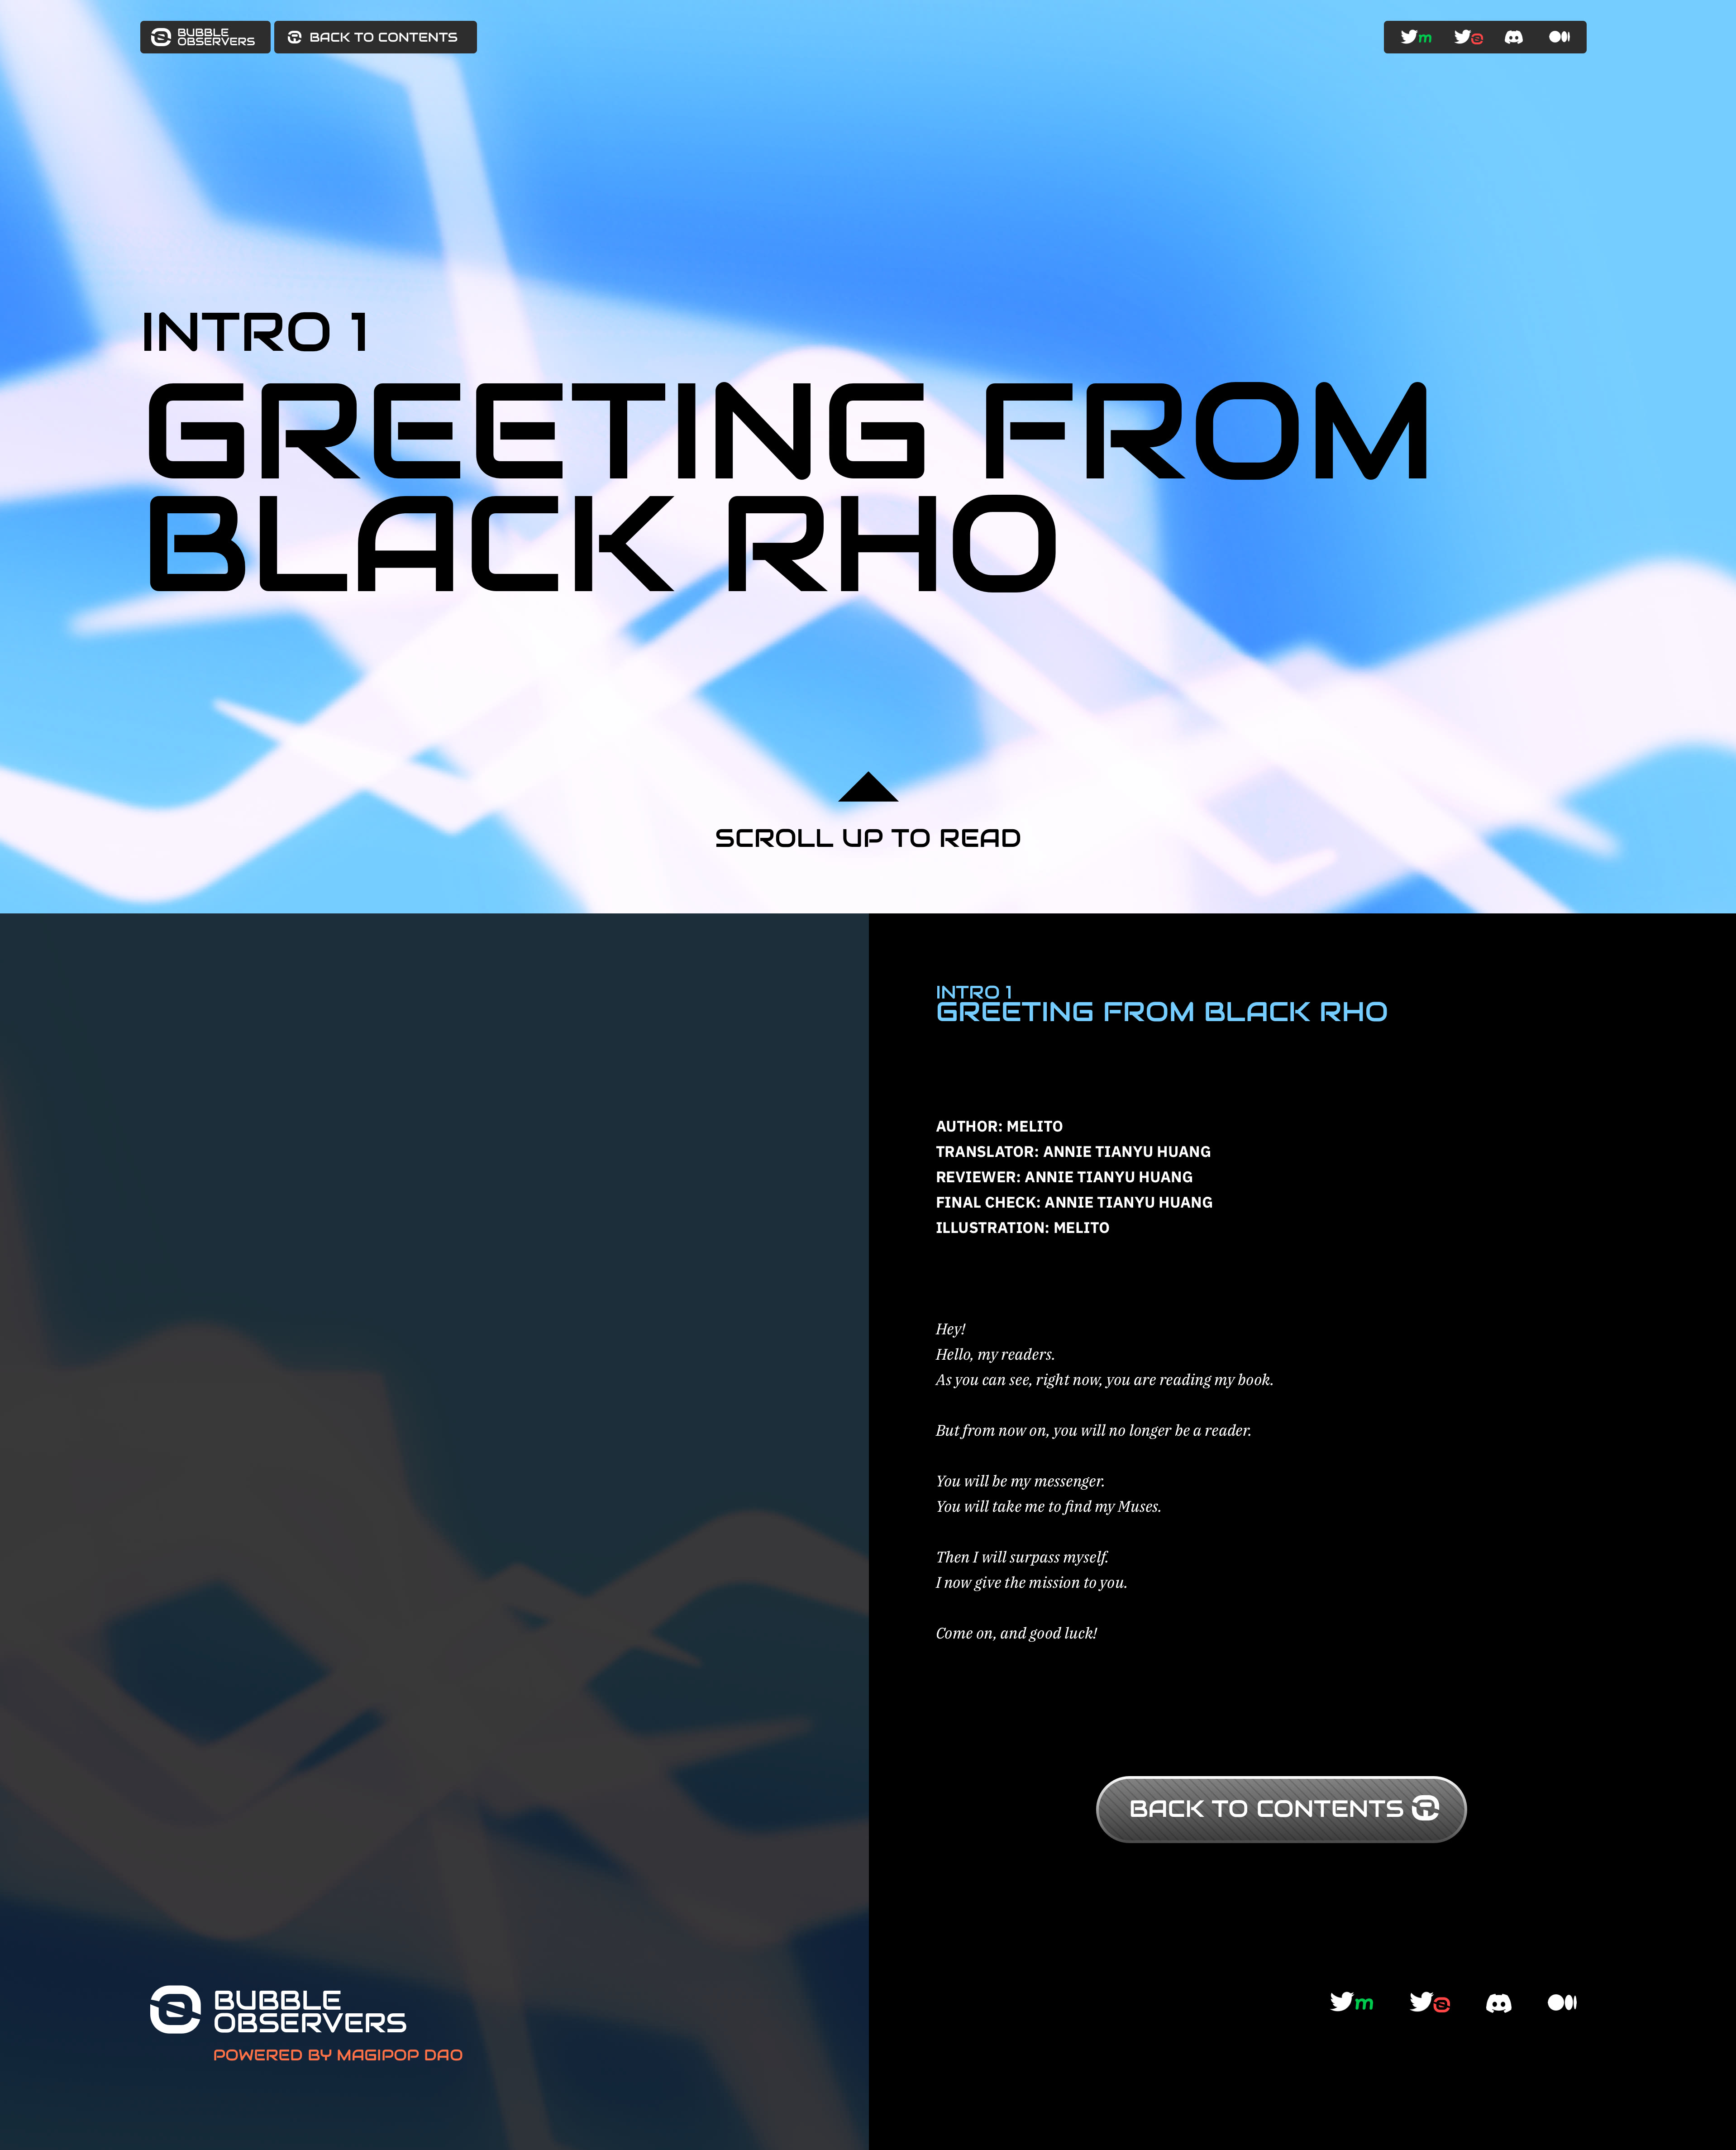 BUBBLE
OBSERVERS
BACK TO CONTENTS
m
INTRO 1
GREETING FROM
BLACK RHO
SCROLL UP TO READ
INTRO 1
GREETING FROM BLACK RHO
AUTHOR: MELITO
TRANSLATOR: ANNIE TIANYU HUANG
REVIEWER: ANNIE TIANYU HUANG
FINAL CHECK: ANNIE TIANYU HUANG
ILLUSTRATION: MELITO
Hey!
Hello, my readers.
As you can see, right now, you are reading my book.
But from now on, you will no longer be a reader.
You will be my messenger.
You will take me to find my Muses.
Then I will surpass myself.
I now give the mission to you.
Come on, and good luck!
BACK TO CONTENTS
BUBBLE
OBSERVERS
POWERED BY MAGIPOP DAO
m